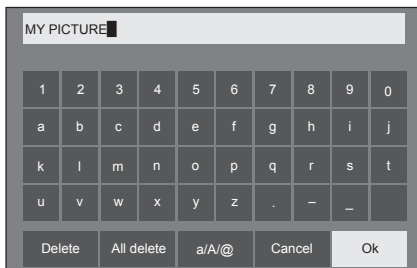 MY PICTURE
1 2 3 4 5 6 7 8 9 0
a b c d e f g h i j
k l m n o p q r s t
u v w x y z . – _
Delete All delete a/A/@ Cancel Ok